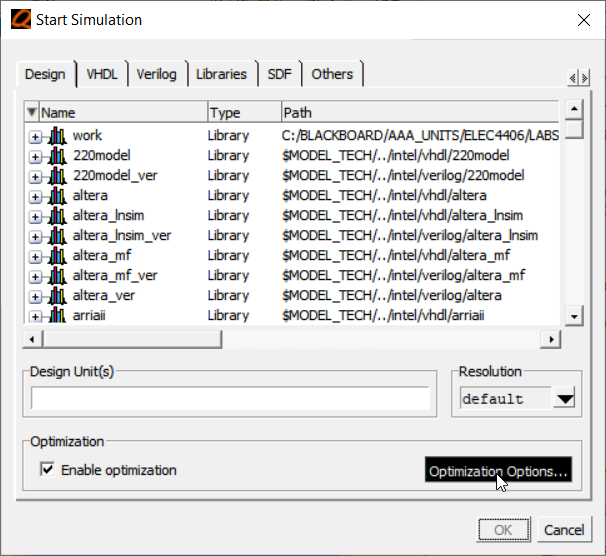 Start Simulation
Design VHDL Verilog Libraries SDF Others
Name Type Path
work Library C:/BLACKBOARD/AAA_UNITS/ELEC4406/LABS
220model Library $MODEL_TECH/../intel/vhdl/220model
220model_ver Library $MODEL_TECH/../intel/verilog/220model
altera Library $MODEL_TECH/../intel/vhdl/altera
altera_lnsim Library $MODEL_TECH/../intel/vhdl/altera_lnsim
altera_lnsim_ver Library $MODEL_TECH/../intel/verilog/altera_lnsim
altera_mf Library $MODEL_TECH/../intel/vhdl/altera_mf
altera_mf_ver Library $MODEL_TECH/../intel/verilog/altera_mf
altera_ver Library $MODEL_TECH/../intel/verilog/altera
arriaii Library $MODEL_TECH/../intel/vhdl/arriaii
Design Unit(s) Resolution
default
Optimization
Enable optimization Optimization Options...
OK Cancel